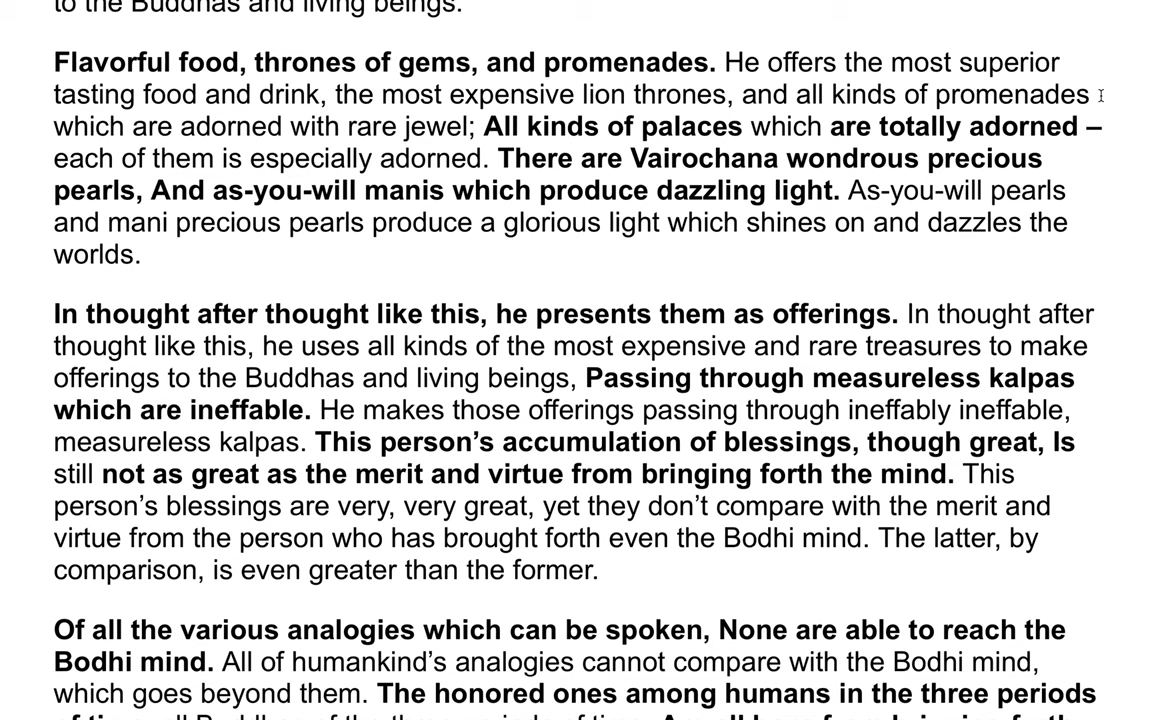 to the Buddhas and living beings.
Flavorful food, thrones of gems, and promenades. He offers the most superior
tasting food and drink, the most expensive lion thrones, and all kinds of promenades
which are adorned with rare jewel; All kinds of palaces which are totally adorned –
each of them is especially adorned. There are Vairochana wondrous precious
pearls, And as-you-will manis which produce dazzling light. As-you-will pearls
and mani precious pearls produce a glorious light which shines on and dazzles the
worlds.
In thought after thought like this, he presents them as offerings. In thought after
thought like this, he uses all kinds of the most expensive and rare treasures to make
offerings to the Buddhas and living beings, Passing through measureless kalpas
which are ineffable. He makes those offerings passing through ineffably ineffable,
measureless kalpas. This person’s accumulation of blessings, though great, Is
still not as great as the merit and virtue from bringing forth the mind. This
person’s blessings are very, very great, yet they don’t compare with the merit and
virtue from the person who has brought forth even the Bodhi mind. The latter, by
comparison, is even greater than the former.
Of all the various analogies which can be spoken, None are able to reach the
Bodhi mind. All of humankind’s analogies cannot compare with the Bodhi mind,
which goes beyond them. The honored ones among humans in the three periods